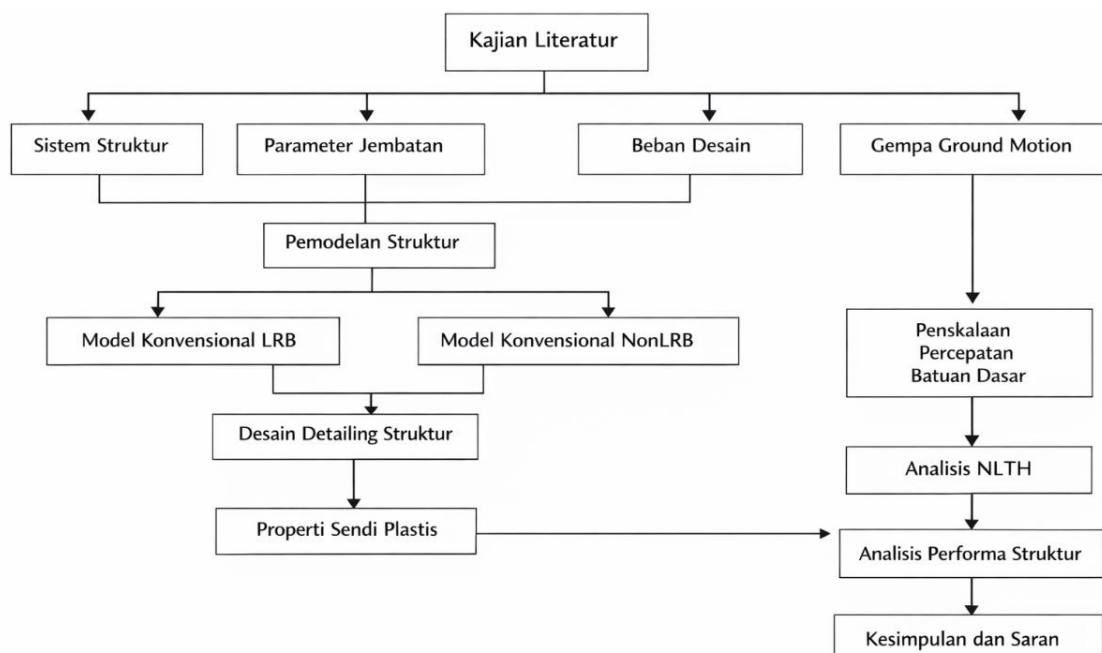 Kajian Literatur
Sistem Struktur
Parameter Jembatan
Beban Desain
Gempa Ground Motion
Pemodelan Struktur
Model Konvensional LRB
Model Konvensional NonLRB
Penskalaan
Percepatan
Batuan Dasar
Desain Detailing Struktur
Analisis NLTH
Properti Sendi Plastis
Analisis Performa Struktur
Kesimpulan dan Saran